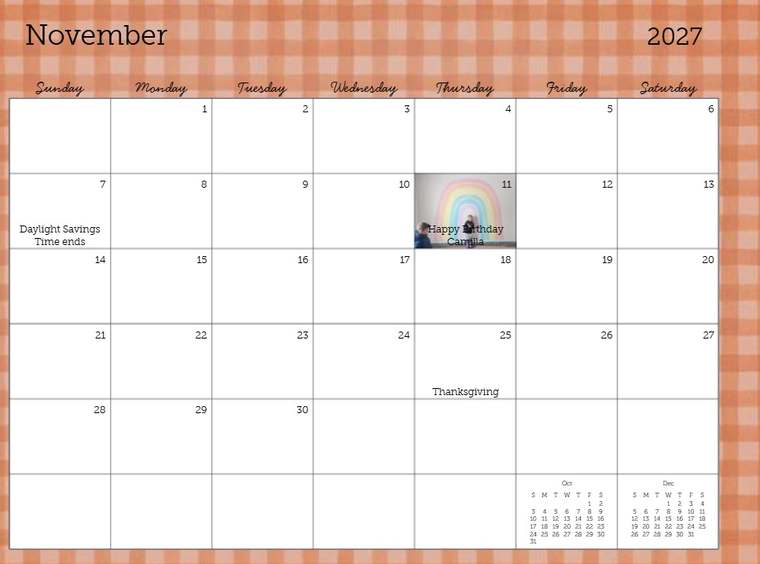 November 2027
Sunday Monday Tuesday Wednesday Thursday Friday Saturday
1 2 3 4 5 6
7 8 9 10 11 12 13
Daylight Savings
Time ends
Happy Birthday
Camilla
14 15 16 17 18 19 20
21 22 23 24 25 26 27
Thanksgiving
28 29 30
Oct
S M T W T F S
1 2
3 4 5 6 7 8 9
10 11 12 13 14 15 16
17 18 19 20 21 22 23
24 25 26 27 28 29 30
31
Dec
S M T W T F S
1 2 3 4
5 6 7 8 9 10 11
12 13 14 15 16 17 18
19 20 21 22 23 24 25
26 27 28 29 30 31